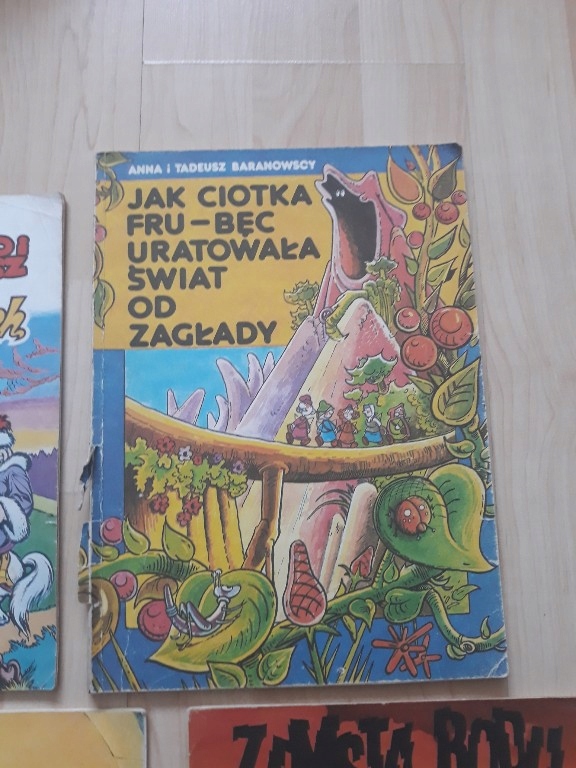 ANNA i TADEUSZ BARANOWSCY
JAK CIOTKA
FRU-BĘC
URATOWAŁA
ŚWIAT
OD
ZAGŁADY
ZEMSTA